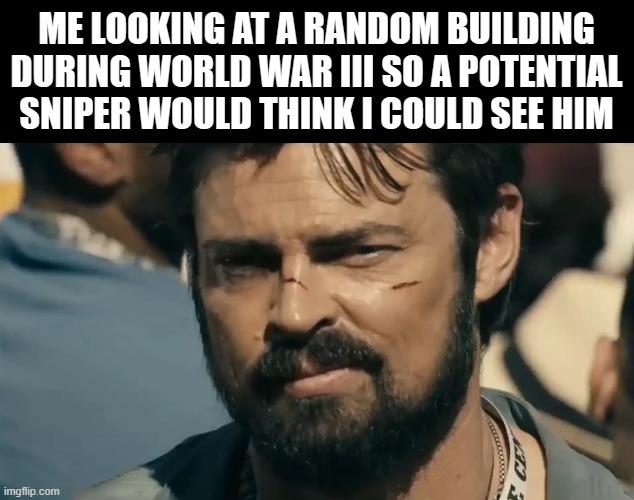 ME LOOKING AT A RANDOM BUILDING
DURING WORLD WAR III SO A POTENTIAL
SNIPER WOULD THINK I COULD SEE HIM
imgflip.com